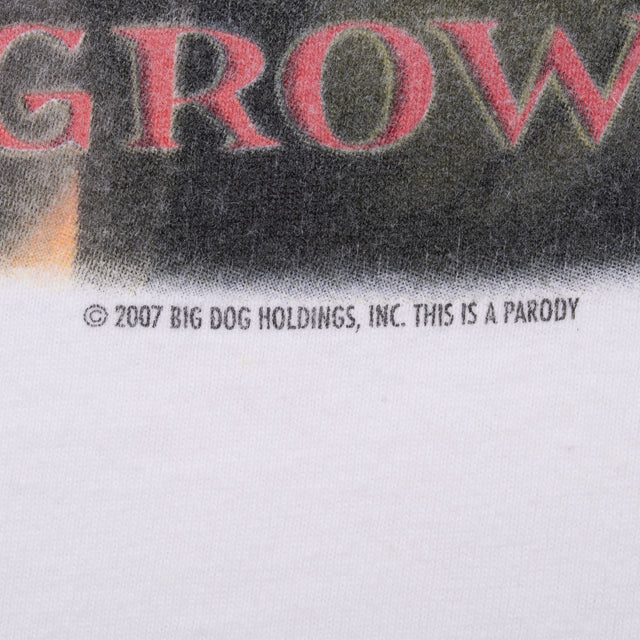 GROW
© 2007 BIG DOG HOLDINGS, INC. THIS IS A PARODY